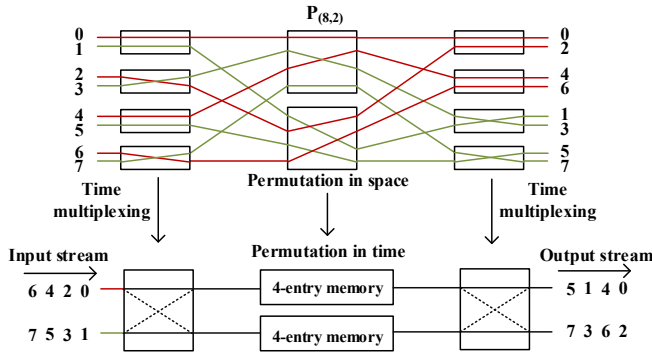 P(8,2)
0
1
2
3
4
5
6
7
0
2
4
6
1
3
5
7
Permutation in space
Time
multiplexing
Time
multiplexing
Permutation in time
Input stream
6 4 2 0
7 5 3 1
4-entry memory
4-entry memory
Output stream
5 1 4 0
7 3 6 2